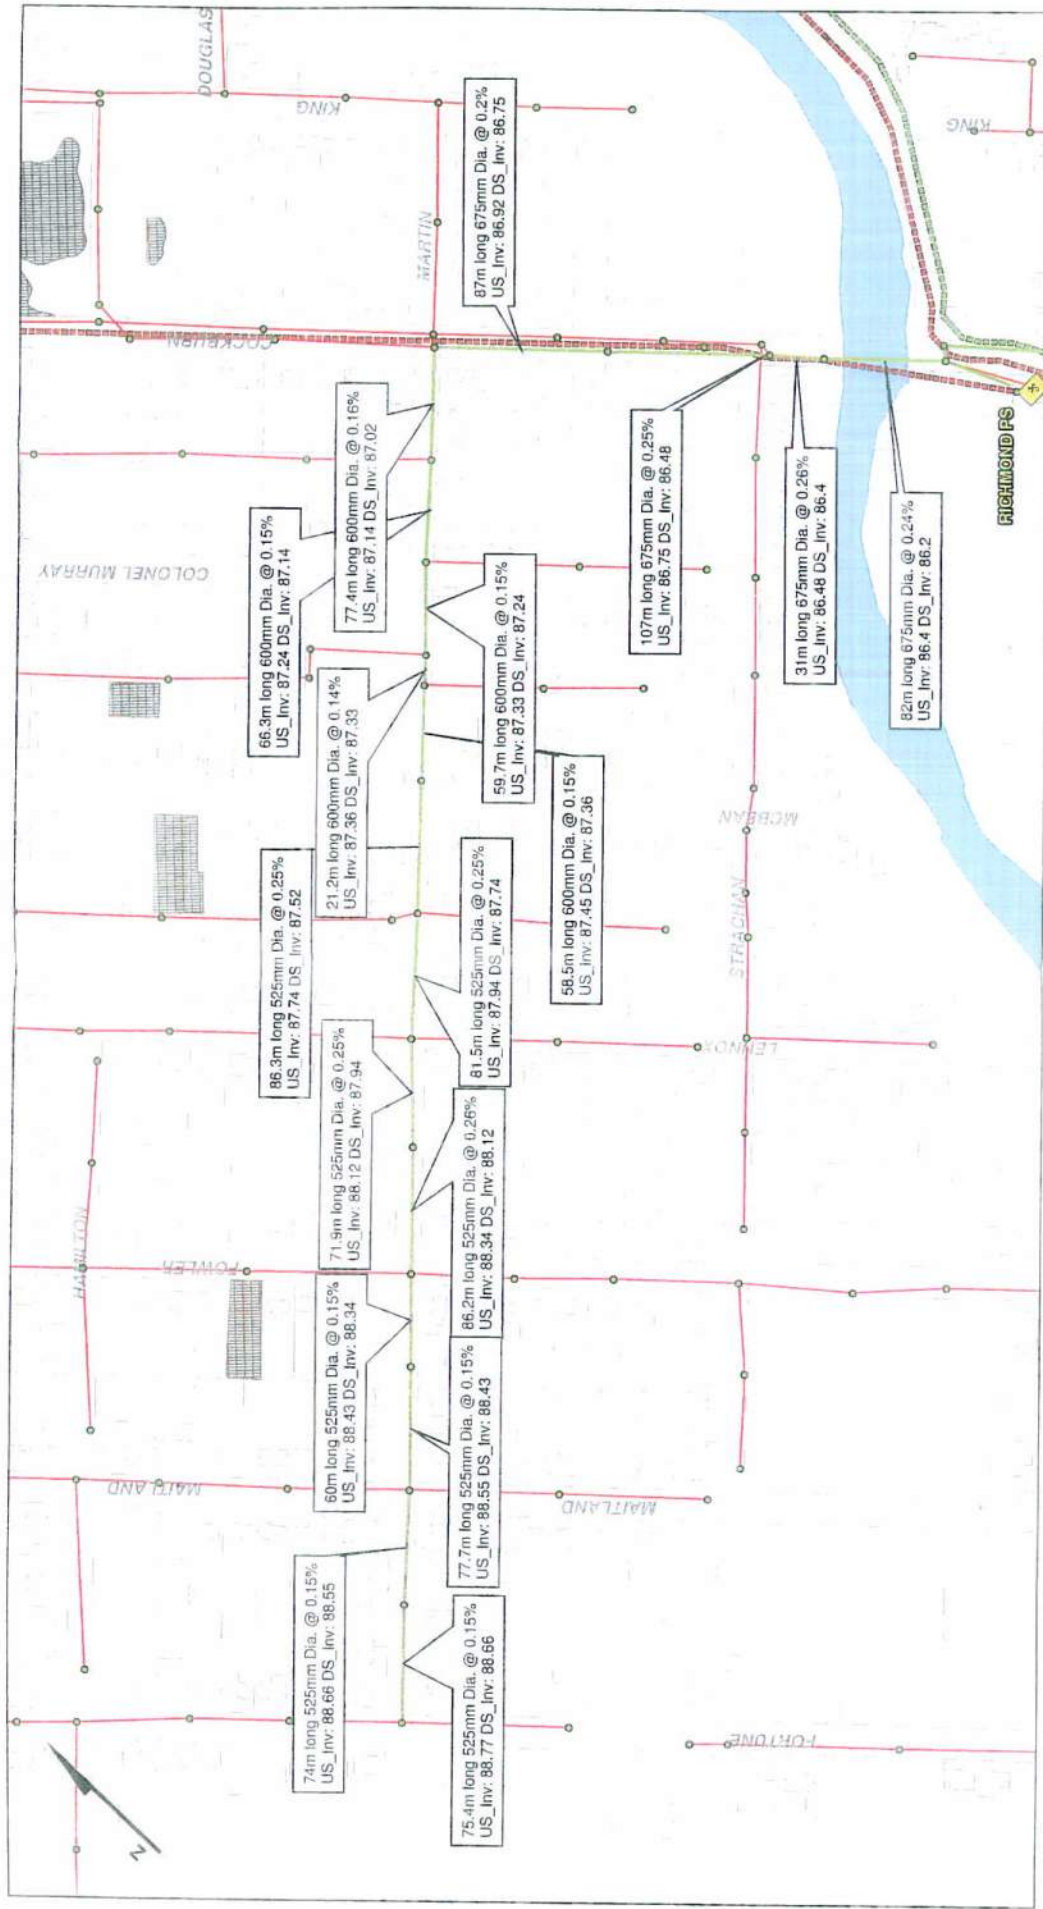 DOUGLAS
KING
MARTIN
COCKBURN
87m long 675mm Dia. @ 0.2%
US_Inv: 86.92 DS_Inv: 86.75
KING
77.4m long 600mm Dia. @ 0.16%
US_Inv: 87.14 DS_Inv: 87.02
66.3m long 600mm Dia. @ 0.15%
US_Inv: 87.24 DS_Inv: 87.14
COLONEL MURRAY
59.7m long 600mm Dia. @ 0.15%
US_Inv: 87.33 DS_Inv: 87.24
107m long 675mm Dia. @ 0.25%
US_Inv: 86.75 DS_Inv: 86.48
31m long 675mm Dia. @ 0.26%
US_Inv: 86.48 DS_Inv: 86.4
82m long 675mm Dia. @ 0.24%
US_Inv: 86.4 DS_Inv: 86.2
RICHMOND PS
21.2m long 600mm Dia. @ 0.14%
US_Inv: 87.36 DS_Inv: 87.33
58.5m long 600mm Dia. @ 0.15%
US_Inv: 87.45 DS_Inv: 87.36
MCBEAN
STRACHAN
86.3m long 525mm Dia. @ 0.25%
US_Inv: 87.74 DS_Inv: 87.52
81.5m long 525mm Dia. @ 0.25%
US_Inv: 87.94 DS_Inv: 87.74
LENNOX
71.9m long 525mm Dia. @ 0.25%
US_Inv: 88.12 DS_Inv: 87.94
86.2m long 525mm Dia. @ 0.26%
US_Inv: 88.34 DS_Inv: 88.12
HAMILTON
FOWLER
60m long 525mm Dia. @ 0.15%
US_Inv: 88.43 DS_Inv: 88.34
77.7m long 525mm Dia. @ 0.15%
US_Inv: 88.55 DS_Inv: 88.43
MAITLAND
MAITLAND
74m long 525mm Dia. @ 0.15%
US_Inv: 88.66 DS_Inv: 88.55
75.4m long 525mm Dia. @ 0.15%
US_Inv: 88.77 DS_Inv: 88.66
FORTUNE
N